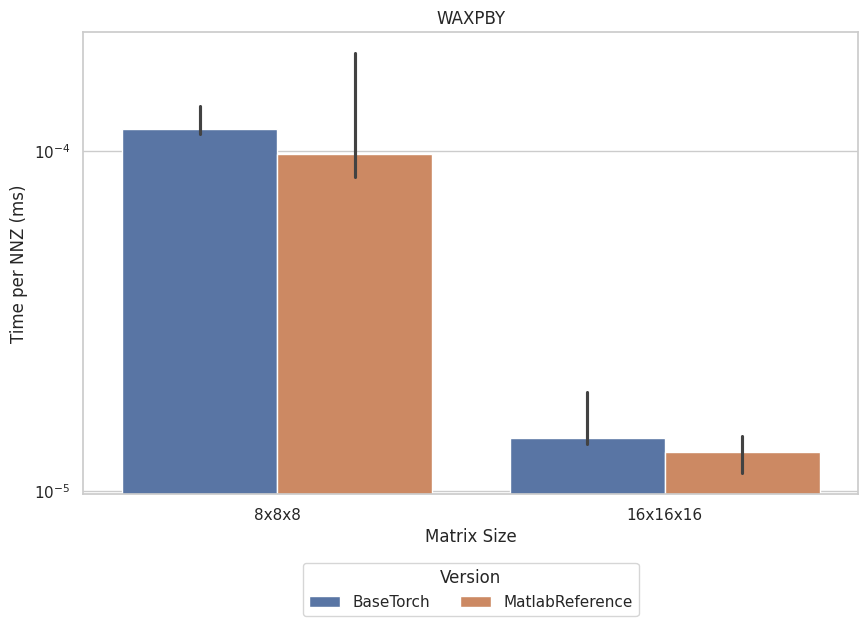 WAXPBY
Time per NNZ (ms)
10⁻⁴
10⁻⁵
8x8x8
16x16x16
Matrix Size
Version
BaseTorch
MatlabReference